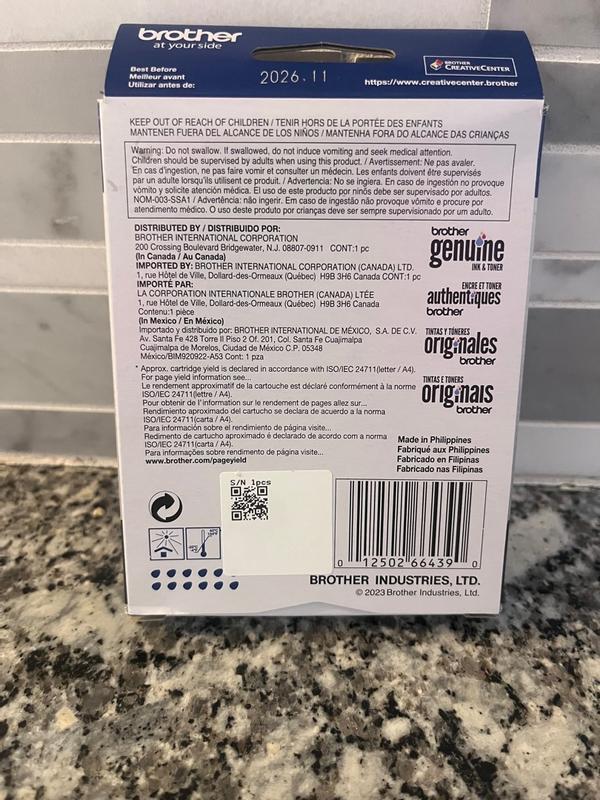 brother
at your side
Best Before
Meilleur avant
Utilizar antes de:
2026.11
BROTHER
CREATIVECENTER
https://www.creativecenter.brother
KEEP OUT OF REACH OF CHILDREN / TENIR HORS DE LA PORTÉE DES ENFANTS
MANTENER FUERA DEL ALCANCE DE LOS NIÑOS / MANTENHA FORA DO ALCANCE DAS CRIANÇAS
Warning: Do not swallow. If swallowed, do not induce vomiting and seek medical attention.
Children should be supervised by adults when using this product. / Avertissement: Ne pas avaler.
En cas d'ingestion, ne pas faire vomir et consulter un médecin. Les enfants doivent être supervisés
par un adulte lorsqu'ils utilisent ce produit. / Advertencia: No se ingiera. En caso de ingestión no provoque
vómito y solicite atención médica. El uso de este producto por niños debe ser supervisado por adultos.
NOM-003-SSA1 / Advertência: não ingerir. Em caso de ingestão não provoque vômito e procure por
atendimento médico. O uso deste produto por crianças deve ser sempre supervisionado por um adulto.
DISTRIBUTED BY / DISTRIBUIDO POR:
BROTHER INTERNATIONAL CORPORATION
200 Crossing Boulevard Bridgewater, N.J. 08807-0911 CONT:1 pc
(In Canada / Au Canada)
IMPORTED BY: BROTHER INTERNATIONAL CORPORATION (CANADA) LTD.
1, rue Hôtel de Ville, Dollard-des-Ormeaux (Québec) H9B 3H6 Canada CONT:1 pc
IMPORTÉ PAR:
LA CORPORATION INTERNATIONALE BROTHER (CANADA) LTÉE
1, rue Hôtel de Ville, Dollard-des-Ormeaux (Québec) H9B 3H6 Canada
Contenu:1 pièce
(In Mexico / En México)
Importado y distribuido por: BROTHER INTERNATIONAL DE MÉXICO, S.A. DE C.V.
Av. Santa Fe 428 Torre II Piso 2 Of. 201, Col. Santa Fe Cuajimalpa
Cuajimalpa de Morelos, Ciudad de México C.P. 05348
México/BIM920922-A53 Cont: 1 pza
* Approx. cartridge yield is declared in accordance with ISO/IEC 24711(letter / A4).
For page yield information see...
Le rendement approximatif de la cartouche est déclaré conformément à la norme
ISO/IEC 24711(lettre / A4).
Pour obtenir de l'information sur le rendement de pages allez sur...
Rendimiento aproximado del cartucho se declara de acuerdo a la norma
ISO/IEC 24711(carta / A4).
Para información sobre el rendimiento de página visite...
Redimento de cartucho aproximado é declarado de acordo com a norma
ISO/IEC 24711(carta / A4).
Para informações sobre rendimento de página visite...
www.brother.com/pageyield
brother
genuine
INK & TONER
ENCRE ET TONER
authentiques
brother
TINTAS Y TÓNERES
originales
brother
TINTAS E TONERS
originais
brother
Made in Philippines
Fabriqué aux Philippines
Fabricado en Filipinas
Fabricado nas Filipinas
S/N 1pcs
0 12502 66439 0
BROTHER INDUSTRIES, LTD.
© 2023 Brother Industries, Ltd.